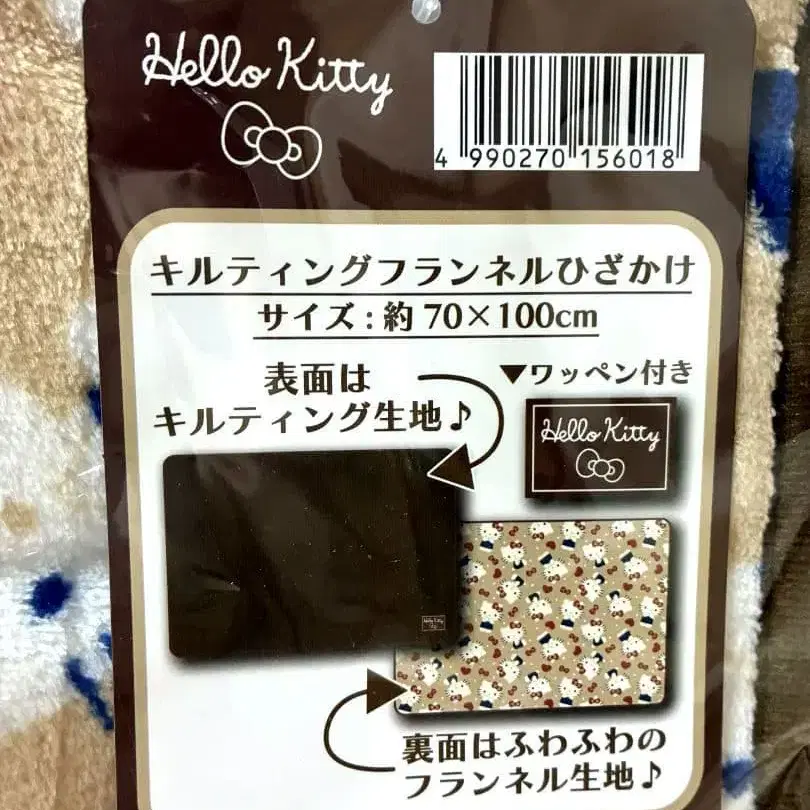 Hello Kitty
4 990270 156018
キルティングフランネルひざかけ
サイズ：約 70×100cm
表面は
キルティング生地♪
▼ワッペン付き
Hello Kitty
Hello Kitty
裏面はふわふわの
フランネル生地♪